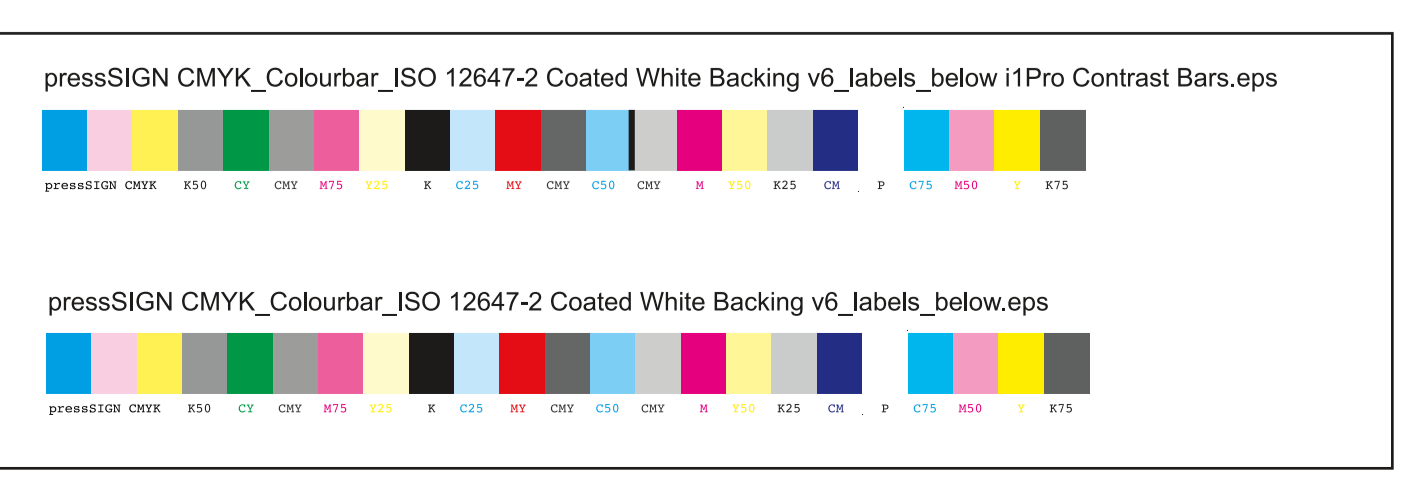 pressSIGN CMYK_Colourbar_ISO 12647-2 Coated White Backing v6_labels_below i1Pro Contrast Bars.eps
pressSIGN CMYK K50 CY CMY M75 Y25 K C25 MY CMY C50 CMY M Y50 K25 CM P C75 M50 Y K75
pressSIGN CMYK_Colourbar_ISO 12647-2 Coated White Backing v6_labels_below.eps
pressSIGN CMYK K50 CY CMY M75 Y25 K C25 MY CMY C50 CMY M Y50 K25 CM P C75 M50 Y K75